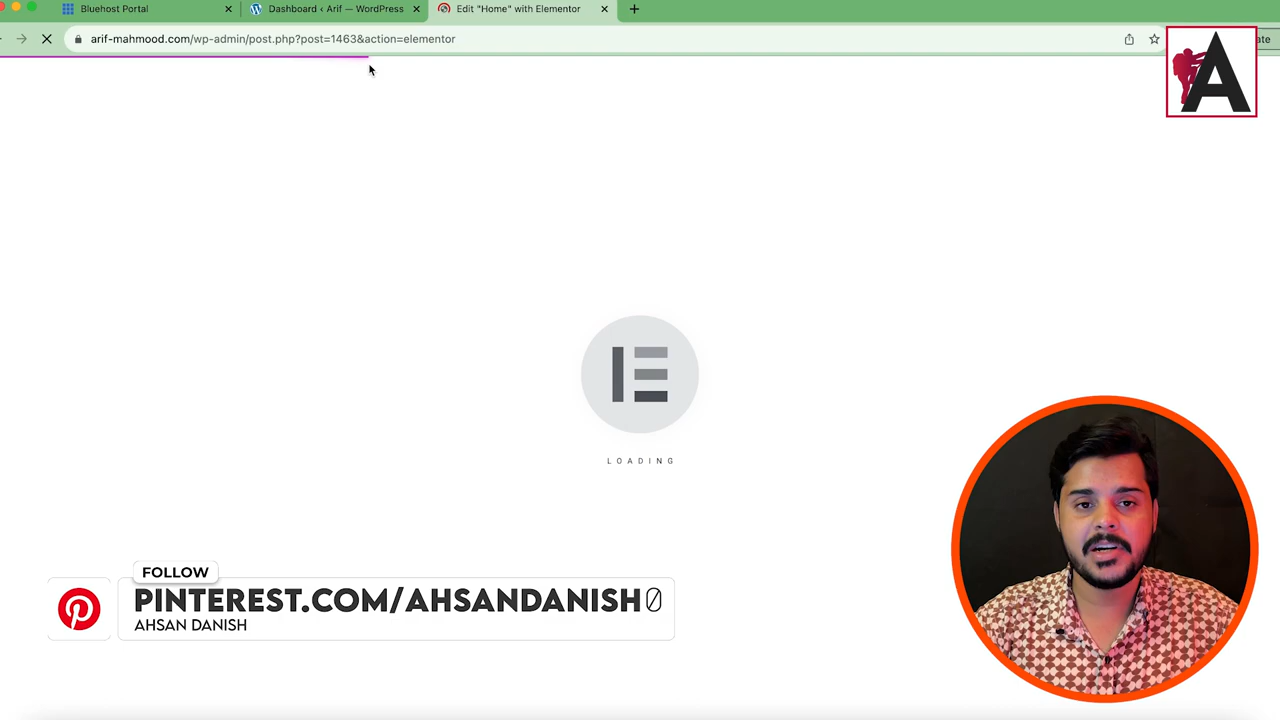 Bluehost Portal
Dashboard ‹ Arif — WordPress
Edit "Home" with Elementor
arif-mahmood.com/wp-admin/post.php?post=1463&action=elementor
A
LOADING
FOLLOW
PINTEREST.COM/AHSANDANISH0
AHSAN DANISH